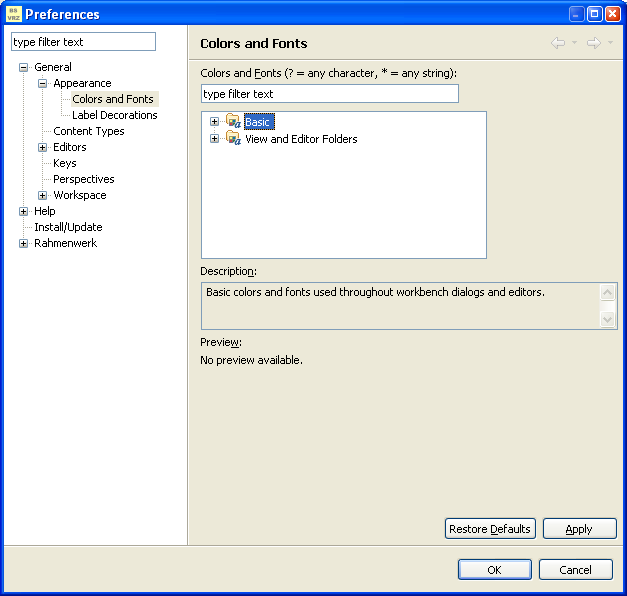 BS
VRZ
Preferences
type filter text
General
Appearance
Colors and Fonts
Label Decorations
Content Types
Editors
Keys
Perspectives
Workspace
Help
Install/Update
Rahmenwerk
Colors and Fonts
Colors and Fonts (? = any character, * = any string):
type filter text
Basic
View and Editor Folders
Description:
Basic colors and fonts used throughout workbench dialogs and editors.
Preview:
No preview available.
Restore Defaults
Apply
OK
Cancel